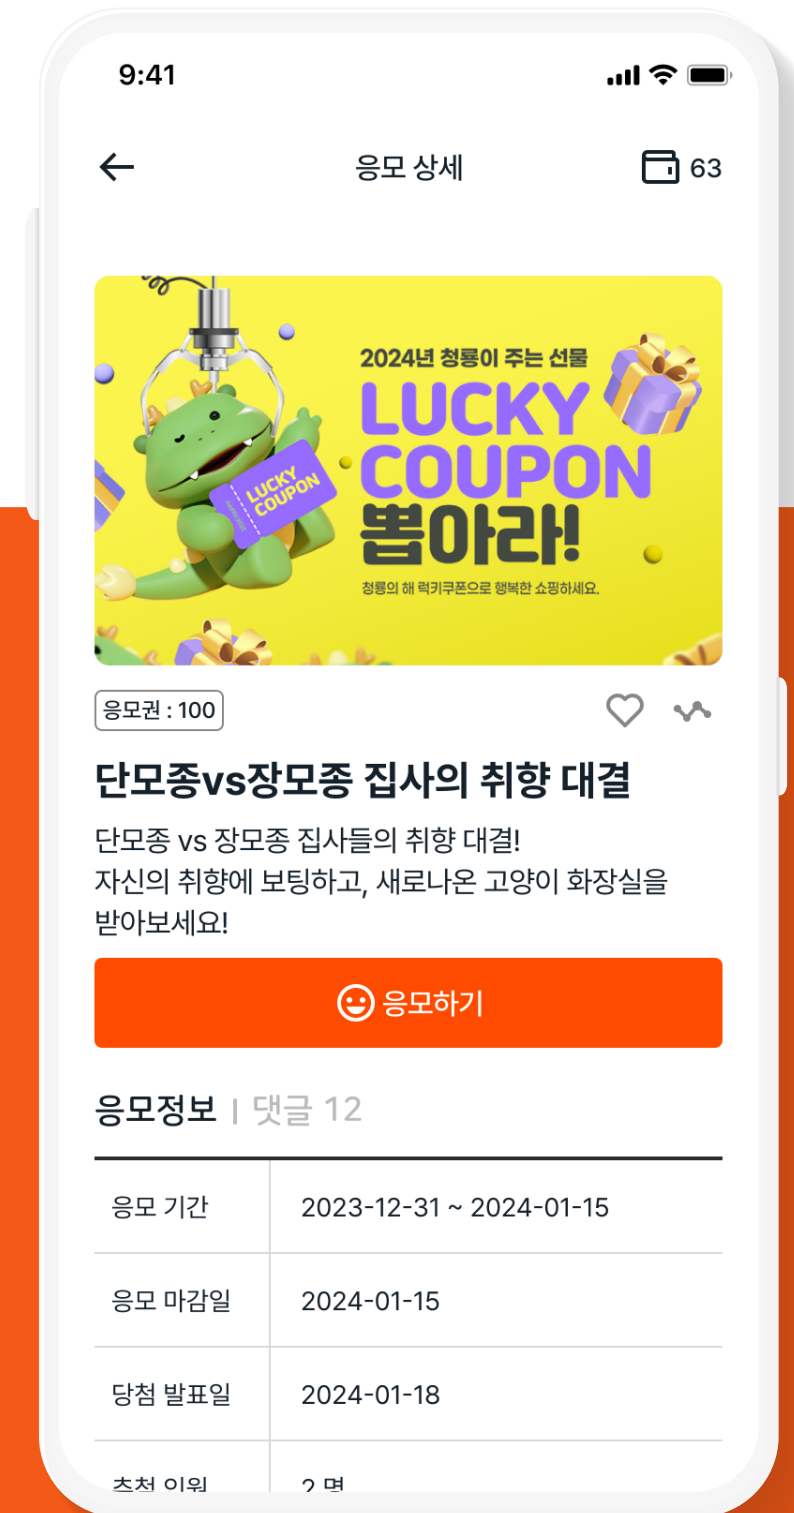 9:41
응모 상세
63
2024년 청룡이 주는 선물
LUCKY
COUPON
뽑아라!
청룡의 해 럭키쿠폰으로 행복한 쇼핑하세요.
LUCKY
COUPON
응모권 : 100
단모종vs장모종 집사의 취향 대결
단모종 vs 장모종 집사들의 취향 대결!
자신의 취향에 보팅하고, 새로나온 고양이 화장실을
받아보세요!
응모하기
응모정보 | 댓글 12
응모 기간 2023-12-31 ~ 2024-01-15
응모 마감일 2024-01-15
당첨 발표일 2024-01-18
추첨 인원 2 명